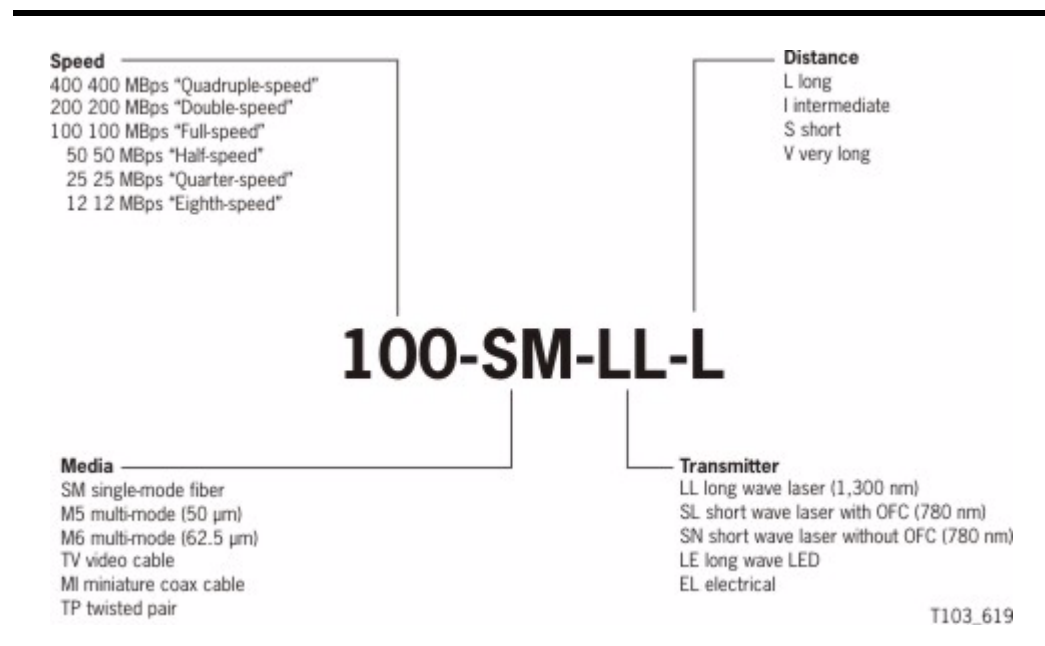 Speed
400 400 MBps “Quadruple-speed”
200 200 MBps “Double-speed”
100 100 MBps “Full-speed”
50 50 MBps “Half-speed”
25 25 MBps “Quarter-speed”
12 12 MBps “Eighth-speed”
Distance
L long
I intermediate
S short
V very long
100-SM-LL-L
Media
SM single-mode fiber
M5 multi-mode (50 µm)
M6 multi-mode (62.5 µm)
TV video cable
MI miniature coax cable
TP twisted pair
Transmitter
LL long wave laser (1,300 nm)
SL short wave laser with OFC (780 nm)
SN short wave laser without OFC (780 nm)
LE long wave LED
EL electrical
T103_619